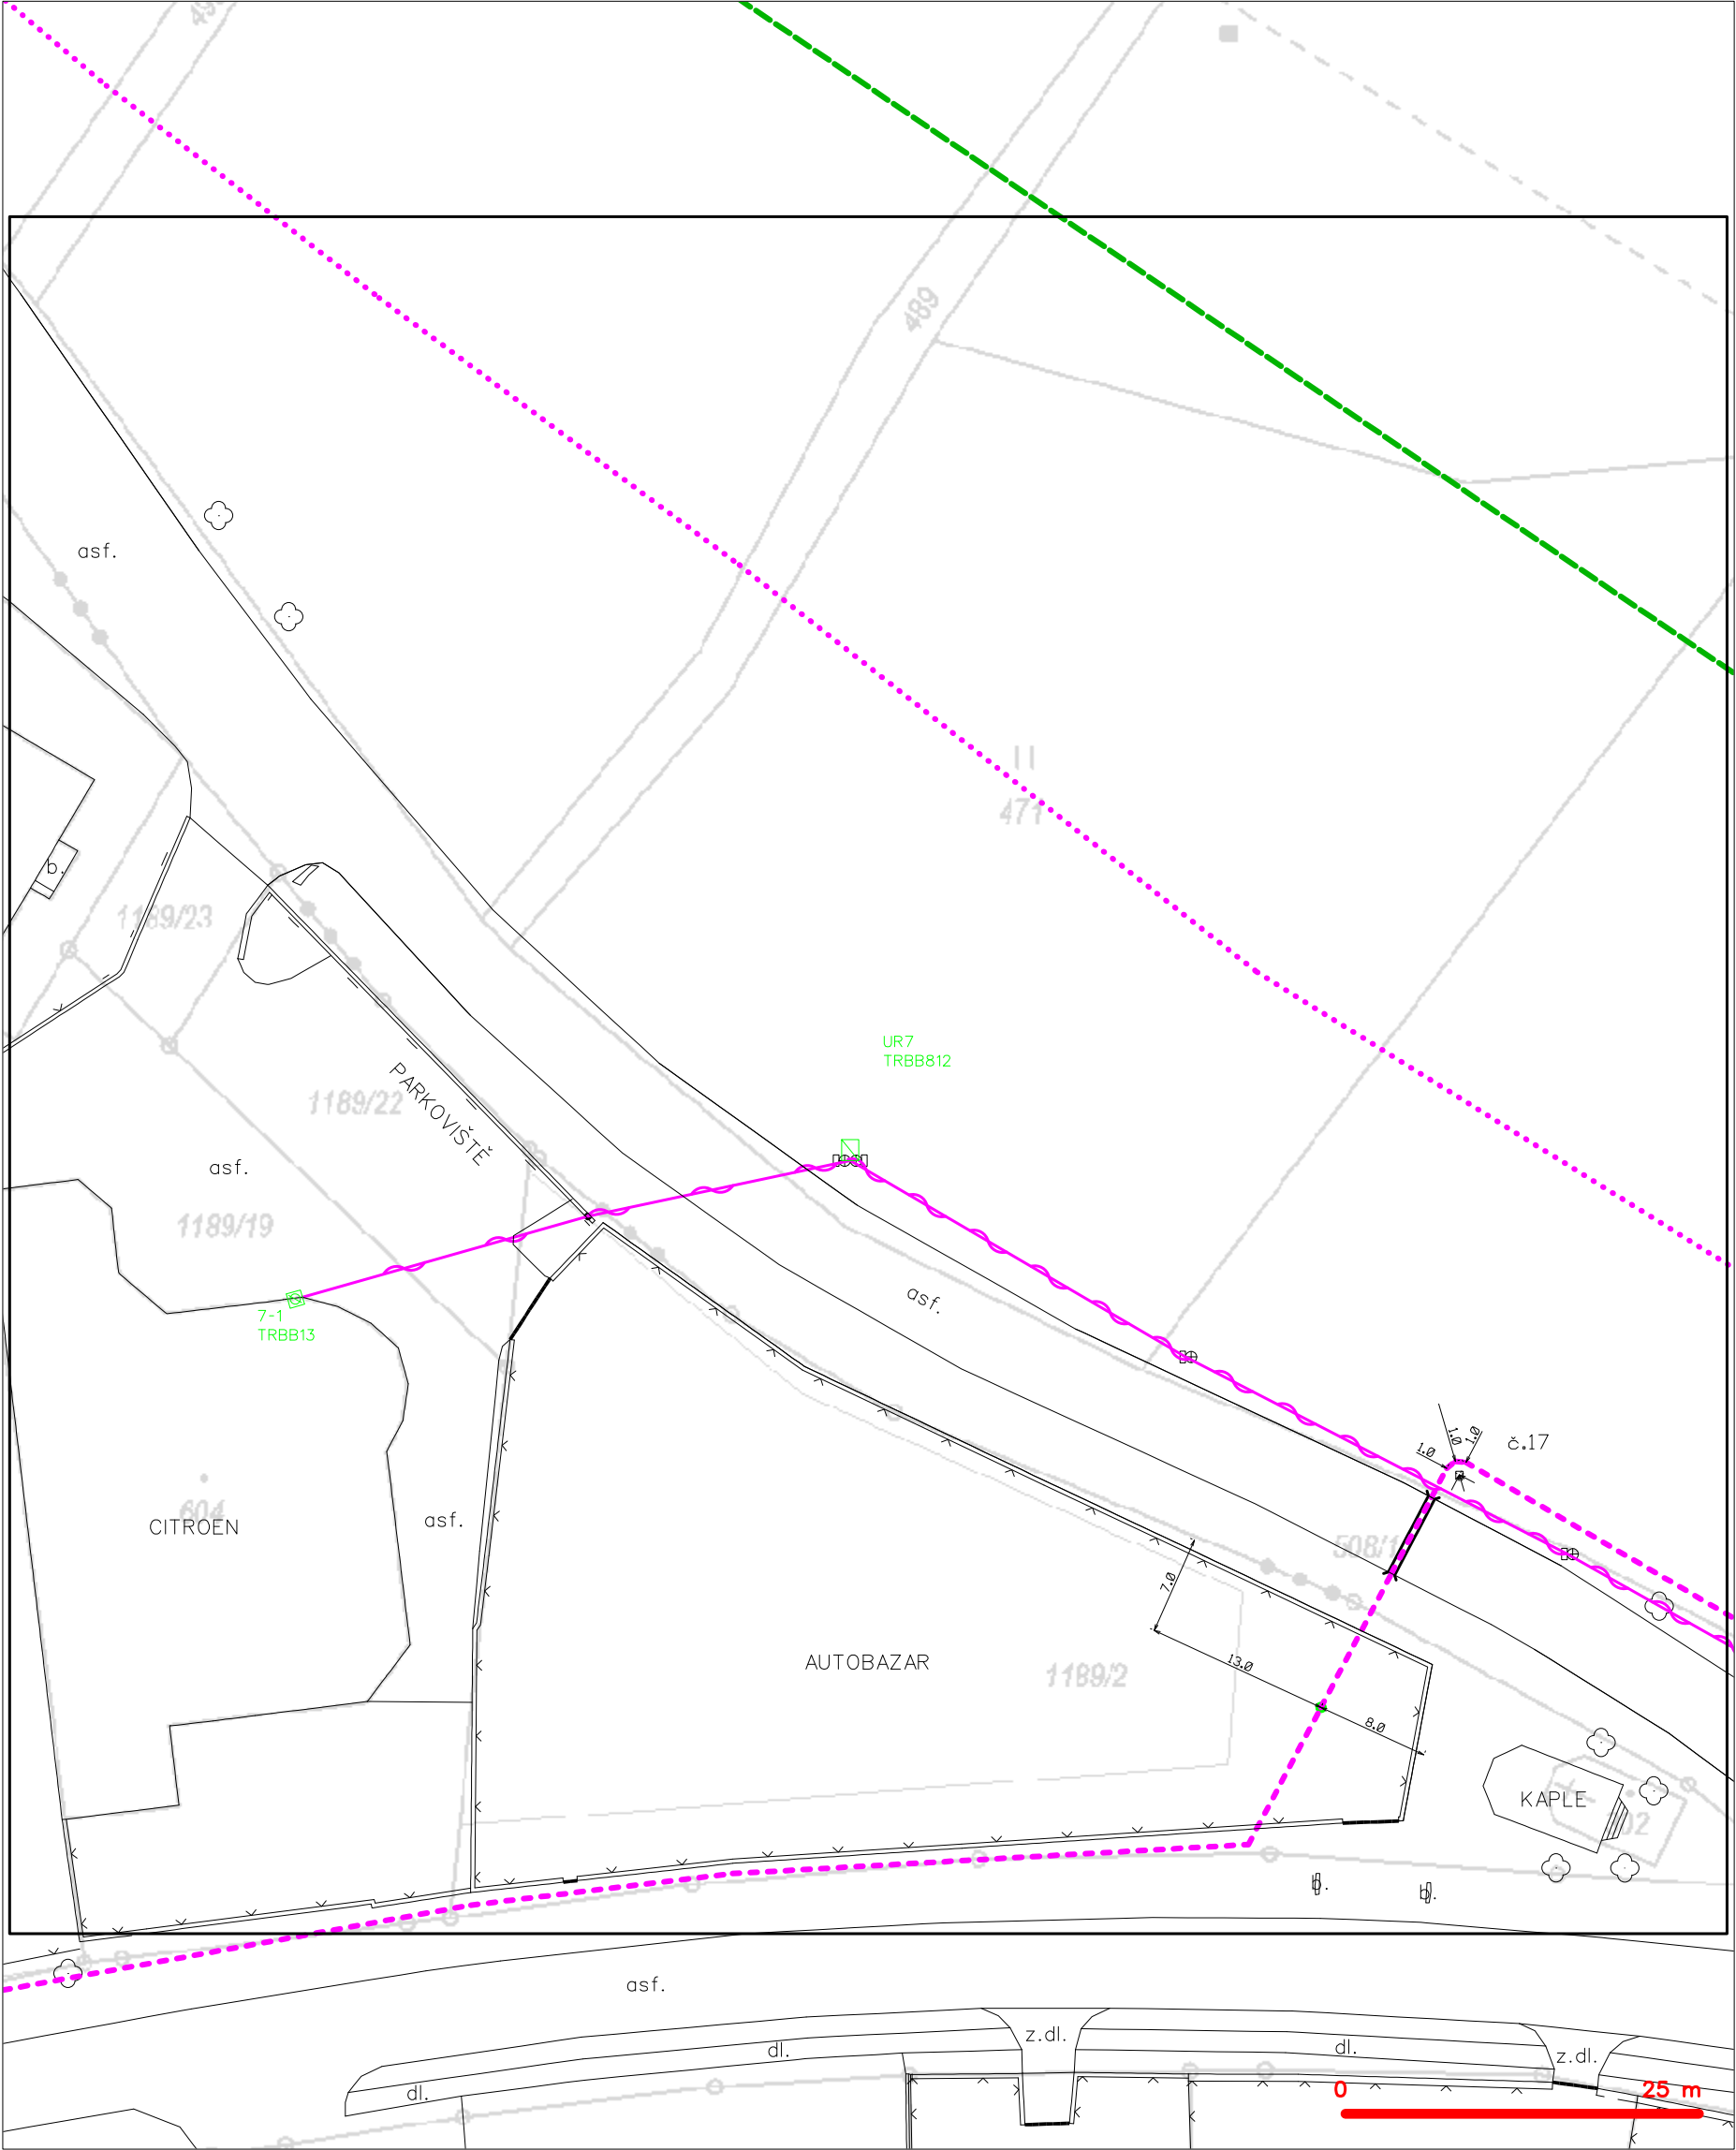 489
asf.
II
471
b.
1189/23
UR7
TRBB812
PARKOVIŠTĚ
1189/22
asf.
1189/19
asf.
7-1
TRBB13
1.0
1.0
1.0
č.17
604
CITROEN
asf.
508/1
7.0
AUTOBAZAR
13.0
1189/2
8.0
KAPLE
b.
b.
asf.
z.dl.
dl.
dl.
z.dl.
dl.
0
25 m